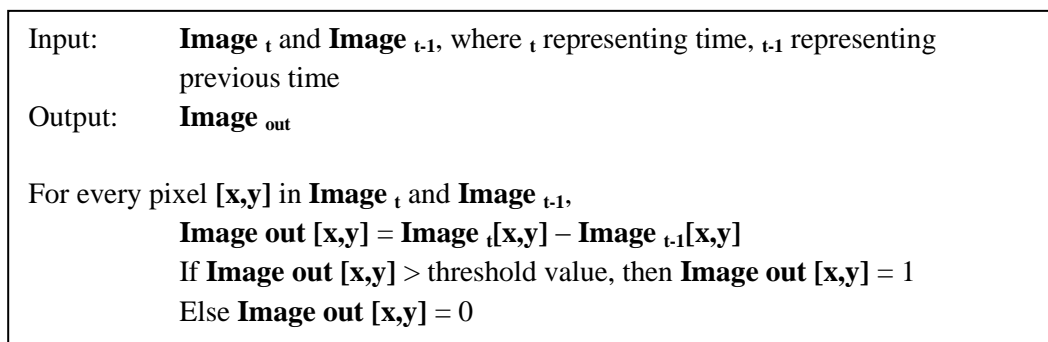 Input: Image t and Image t-1, where t representing time, t-1 representing
previous time
Output: Image out
For every pixel [x,y] in Image t and Image t-1,
Image out [x,y] = Image t[x,y] – Image t-1[x,y]
If Image out [x,y] > threshold value, then Image out [x,y] = 1
Else Image out [x,y] = 0